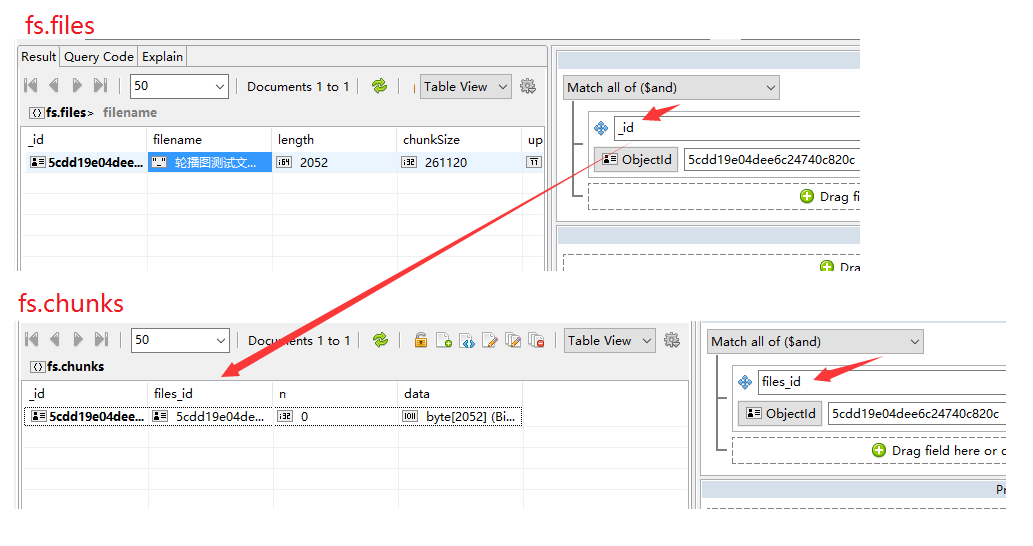 fs.files
Result Query Code Explain
50 Documents 1 to 1 Table View
fs.files> filename
_id filename length chunkSize up
5cdd19e04dee... "_" 轮播图测试文... i64 2052 i32 261120
Match all of ($and)
_id
ObjectId 5cdd19e04dee6c24740c820c
Drag fi
Dra
fs.chunks
50 Documents 1 to 1 Table View
fs.chunks
_id files_id n data
5cdd19e04dee... 5cdd19e04de... i32 0 byte[2052] (Bi...
Match all of ($and)
files_id
ObjectId 5cdd19e04dee6c24740c820c
Drag field here or c
Pr